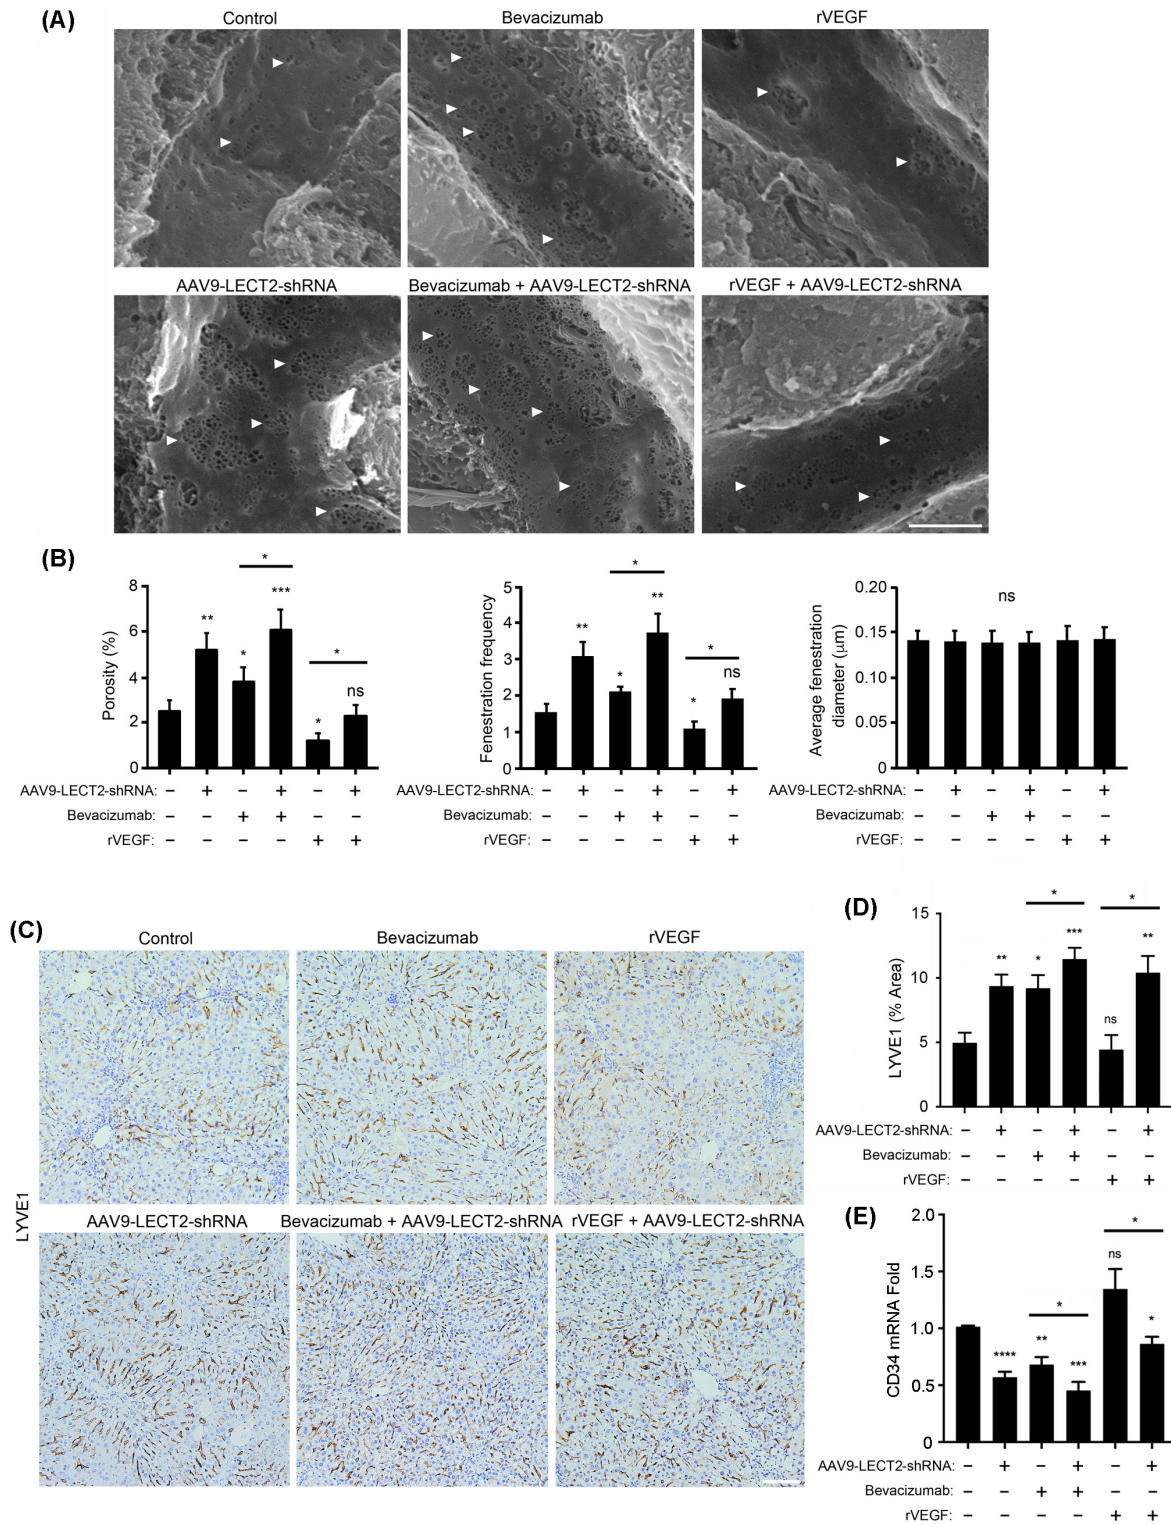 (A)
Control Bevacizumab rVEGF
AAV9-LECT2-shRNA Bevacizumab + AAV9-LECT2-shRNA rVEGF + AAV9-LECT2-shRNA
(B)
Porosity (%)
8
6
4
2
0
** * *** * ns
* *
AAV9-LECT2-shRNA: – + – + – +
Bevacizumab: – – + + – –
rVEGF: – – – – + +
Fenestration frequency
5
4
3
2
1
0
** * ** * ns
* *
AAV9-LECT2-shRNA: – + – + – +
Bevacizumab: – – + + – –
rVEGF: – – – – + +
Average fenestration
diameter (μm)
0.20
0.15
0.10
0.05
0
ns
AAV9-LECT2-shRNA: – + – + – +
Bevacizumab: – – + + – –
rVEGF: – – – – + +
(C)
Control Bevacizumab rVEGF
LYVE1
AAV9-LECT2-shRNA Bevacizumab + AAV9-LECT2-shRNA rVEGF + AAV9-LECT2-shRNA
(D)
LYVE1 (% Area)
15
10
5
0
** * *** ns **
* *
AAV9-LECT2-shRNA: – + – + – +
Bevacizumab: – – + + – –
rVEGF: – – – – + +
(E)
CD34 mRNA Fold
2.0
1.5
1.0
0.5
0
**** ** *** ns *
* *
AAV9-LECT2-shRNA: – + – + – +
Bevacizumab: – – + + – –
rVEGF: – – – – + +